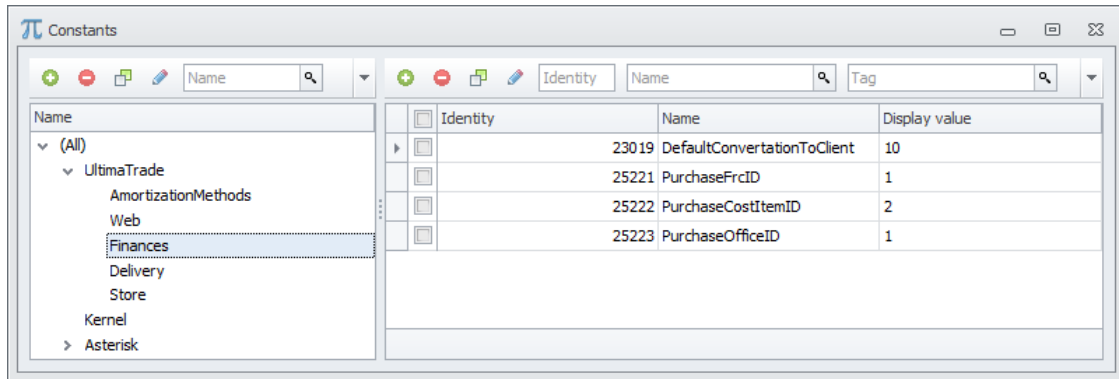 Constants
Name
Identity Name Tag
Name
(All)
UltimaTrade
AmortizationMethods
Web
Finances
Delivery
Store
Kernel
Asterisk
Identity Name Display value
23019 DefaultConvertationToClient 10
25221 PurchaseFrcID 1
25222 PurchaseCostItemID 2
25223 PurchaseOfficeID 1